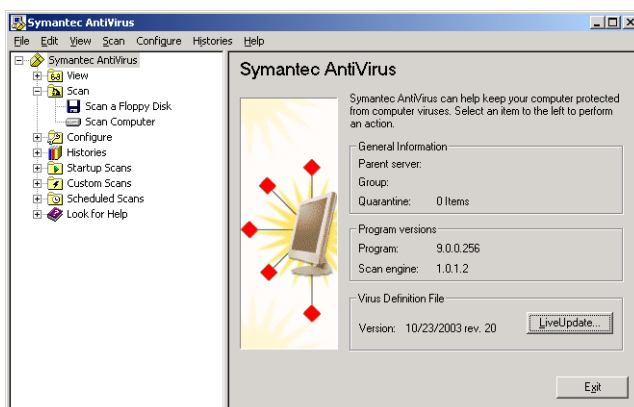 Symantec AntiVirus
File Edit View Scan Configure Histories Help
Symantec AntiVirus
View
Scan
Scan a Floppy Disk
Scan Computer
Configure
Histories
Startup Scans
Custom Scans
Scheduled Scans
Look for Help
Symantec AntiVirus
Symantec AntiVirus can help keep your computer protected
from computer viruses. Select an item to the left to perform
an action.
General Information
Parent server:
Group:
Quarantine: 0 Items
Program versions
Program: 9.0.0.256
Scan engine: 1.0.1.2
Virus Definition File
Version: 10/23/2003 rev. 20
LiveUpdate...
Exit